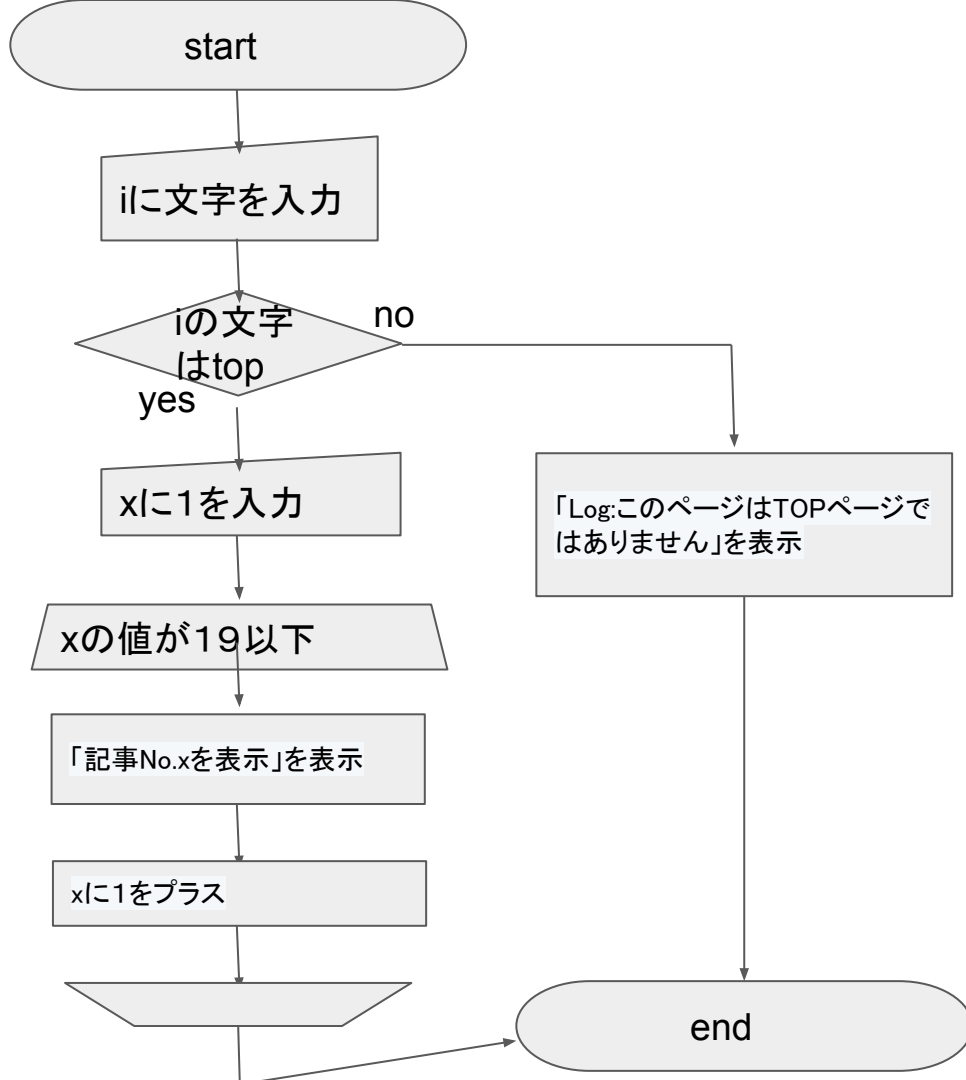 start
iに文字を入力
iの文字
はtop
no
yes
xに1を入力
「Log:このページはTOPページで
はありません」を表示
xの値が１９以下
「記事No.xを表示」を表示
xに1をプラス
end